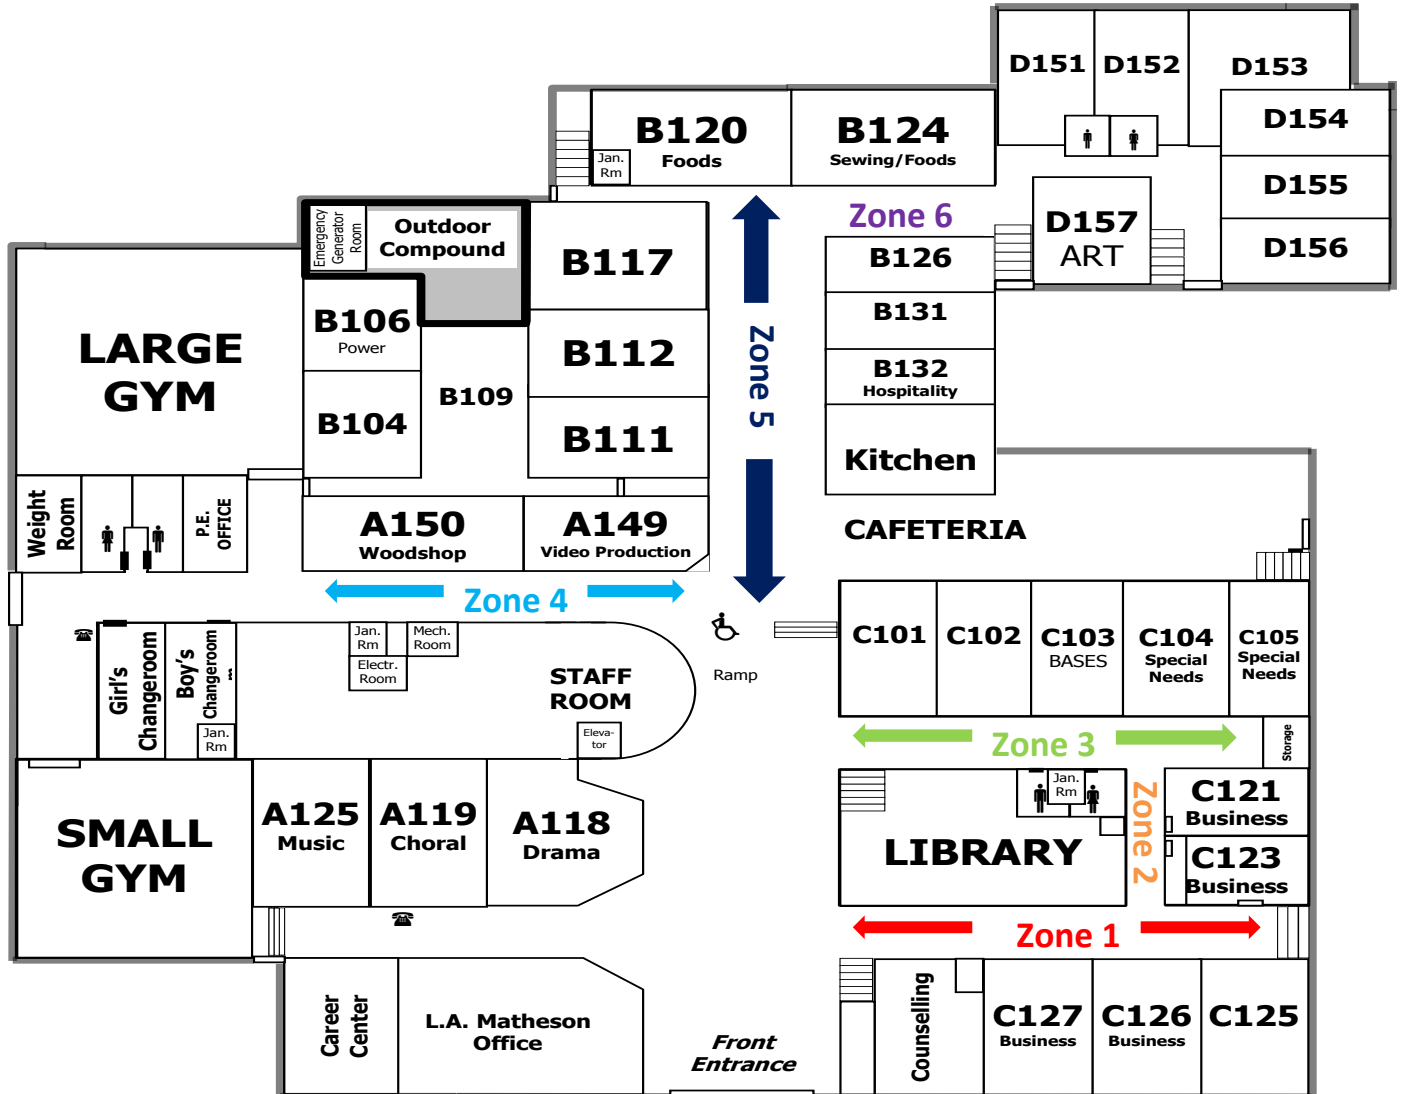 D151
D152
D153
D154
D155
D156
D157
ART
B120
Foods
Jan.
Rm
B124
Sewing/Foods
Zone 6
B126
B131
B132
Hospitality
Kitchen
Emergency
Generator
Room
Outdoor
Compound
B117
B112
B111
B106
Power
B104
B109
Zone 5
LARGE
GYM
Weight
Room
P.E.
OFFICE
A150
Woodshop
A149
Video Production
Zone 4
CAFETERIA
Girl's
Changeroom
Boy's
Changeroom
Jan.
Rm
Jan.
Rm
Mech.
Room
Electr.
Room
STAFF
ROOM
Eleva-
tor
Ramp
C101
C102
C103
BASES
C104
Special
Needs
C105
Special
Needs
Zone 3
Storage
SMALL
GYM
A125
Music
A119
Choral
A118
Drama
LIBRARY
Jan.
Rm
Zone 2
C121
Business
C123
Business
Zone 1
Career
Center
L.A. Matheson
Office
Front
Entrance
Counselling
C127
Business
C126
Business
C125